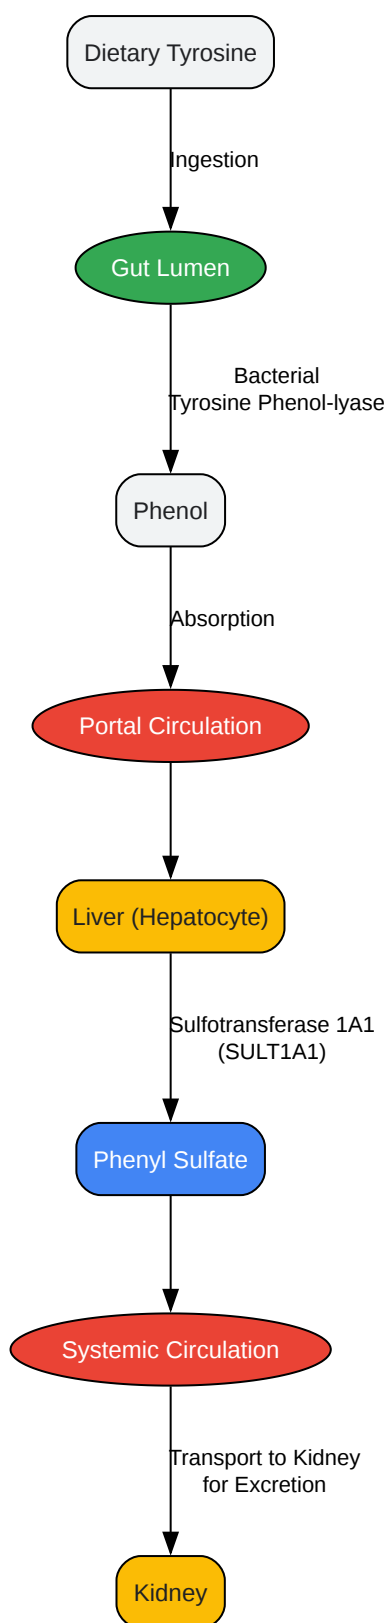 Dietary Tyrosine
Ingestion
Gut Lumen
Bacterial
Tyrosine Phenol-lyase
Phenol
Absorption
Portal Circulation
Liver (Hepatocyte)
Sulfotransferase 1A1
(SULT1A1)
Phenyl Sulfate
Systemic Circulation
Transport to Kidney
for Excretion
Kidney